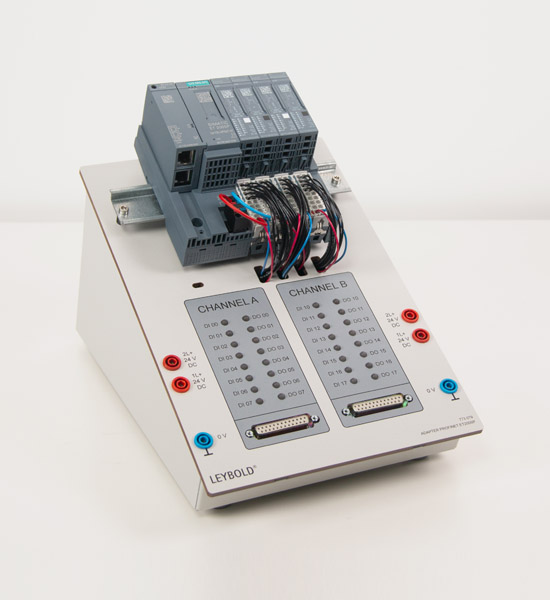 SIEMENS
CHANNEL A
DI 00 DO 00
DI 01 DO 01
DI 02 DO 02
DI 03 DO 03
DI 04 DO 04
DI 05 DO 05
DI 06 DO 06
DI 07 DO 07
CHANNEL B
DI 10 DO 10
DI 11 DO 11
DI 12 DO 12
DI 13 DO 13
DI 14 DO 14
DI 15 DO 15
DI 16 DO 16
DI 17 DO 17
2L+
24 V
DC
1L+
24 V
DC
0 V
2L+
24 V
DC
1L+
24 V
DC
0 V
LEYBOLD®
ADAPTER PROFINET ET200SP